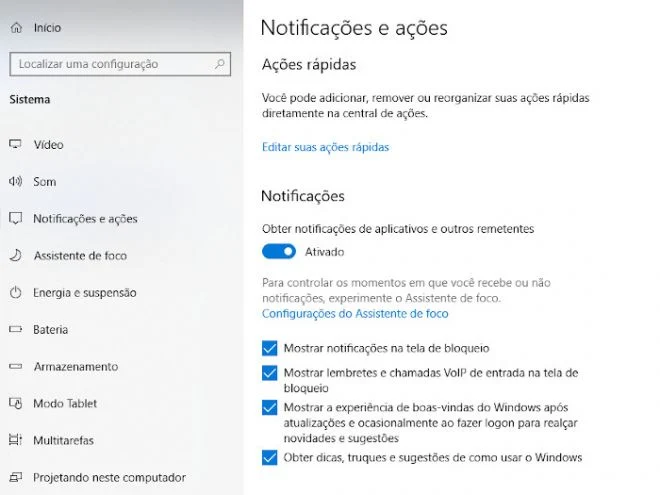 Início
Localizar uma configuração
Sistema
Vídeo
Som
Notificações e ações
Assistente de foco
Energia e suspensão
Bateria
Armazenamento
Modo Tablet
Multitarefas
Projetando neste computador
Notificações e ações
Ações rápidas
Você pode adicionar, remover ou reorganizar suas ações rápidas
diretamente na central de ações.
Editar suas ações rápidas
Notificações
Obter notificações de aplicativos e outros remetentes
Ativado
Para controlar os momentos em que você recebe ou não
notificações, experimente o Assistente de foco.
Configurações do Assistente de foco
Mostrar notificações na tela de bloqueio
Mostrar lembretes e chamadas VoIP de entrada na tela de
bloqueio
Mostrar a experiência de boas-vindas do Windows após
atualizações e ocasionalmente ao fazer logon para realçar
novidades e sugestões
Obter dicas, truques e sugestões de como usar o Windows